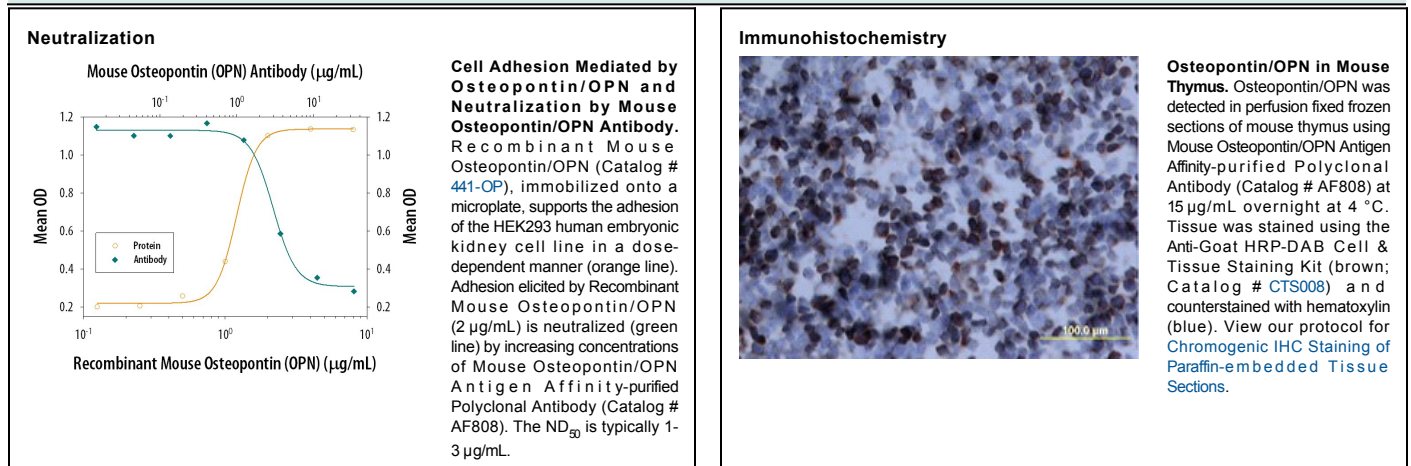 Neutralization
Mouse Osteopontin (OPN) Antibody (µg/mL)
10-1 100 101
1.2 1.2
1.0 1.0
0.8 0.8
0.6 0.6
0.4 0.4
0.2 0.2
Mean OD
Mean OD
Protein
Antibody
10-1 100 101
Recombinant Mouse Osteopontin (OPN) (µg/mL)
Cell Adhesion Mediated by
Osteopontin/OPN and
Neutralization by Mouse
Osteopontin/OPN Antibody.
Recombinant Mouse
Osteopontin/OPN (Catalog #
441-OP), immobilized onto a
microplate, supports the adhesion
of the HEK293 human embryonic
kidney cell line in a dose-
dependent manner (orange line).
Adhesion elicited by Recombinant
Mouse Osteopontin/OPN
(2 µg/mL) is neutralized (green
line) by increasing concentrations
of Mouse Osteopontin/OPN
Antigen Affinity-purified
Polyclonal Antibody (Catalog #
AF808). The ND50 is typically 1-
3 µg/mL.
Immunohistochemistry
100.0 µm
Osteopontin/OPN in Mouse
Thymus. Osteopontin/OPN was
detected in perfusion fixed frozen
sections of mouse thymus using
Mouse Osteopontin/OPN Antigen
Affinity-purified Polyclonal
Antibody (Catalog # AF808) at
15 µg/mL overnight at 4 °C.
Tissue was stained using the
Anti-Goat HRP-DAB Cell &
Tissue Staining Kit (brown;
Catalog # CTS008) and
counterstained with hematoxylin
(blue). View our protocol for
Chromogenic IHC Staining of
Paraffin-embedded Tissue
Sections.